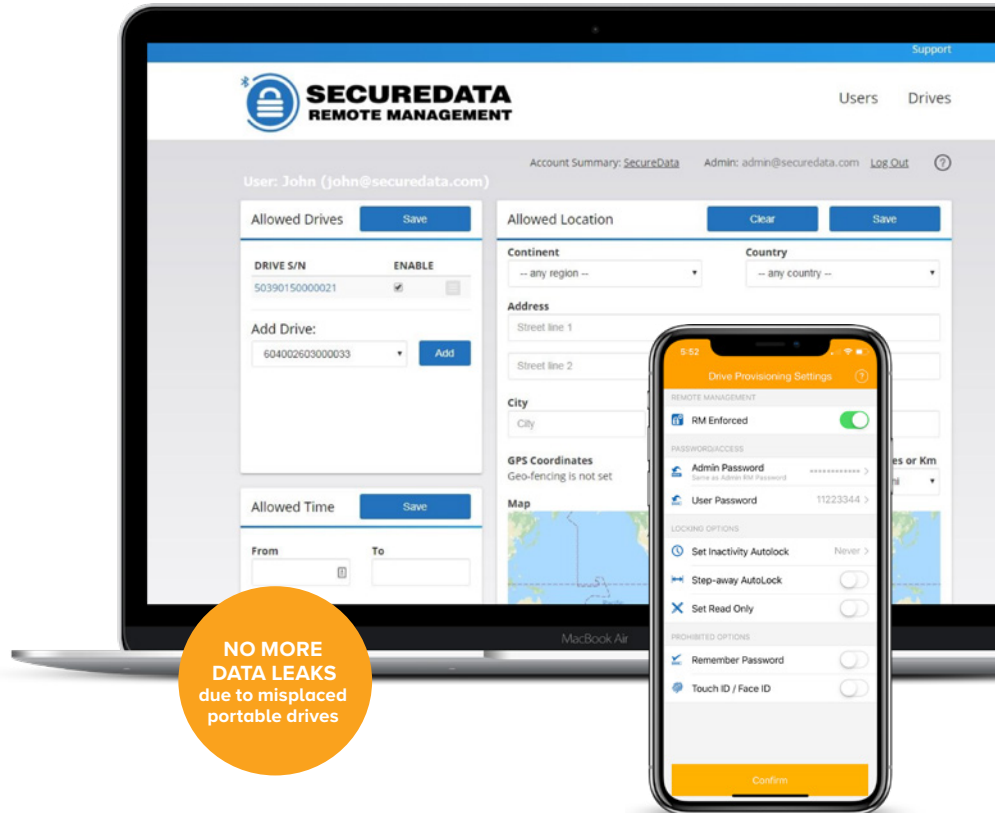 Support
SECUREDATA
REMOTE MANAGEMENT
Users Drives
Account Summary: SecureData Admin: admin@securedata.com Log Out ?
User: John (john@securedata.com)
Allowed Drives Save
DRIVE S/N ENABLE
50390150000021
Add Drive:
604002603000033 Add
Allowed Time Save
From To
Allowed Location Clear Save
Continent Country
-- any region -- -- any country --
Address
Street line 1
Street line 2
City
City
GPS Coordinates
Geo-fencing is not set
Map
es or Km
MacBook Air
5:52
Drive Provisioning Settings ?
REMOTE MANAGEMENT
RM Enforced
PASSWORD/ACCESS
Admin Password ************ >
Same as Admin RM Password
User Password 11223344 >
LOCKING OPTIONS
Set Inactivity Autolock Never >
Step-away AutoLock
Set Read Only
PROHIBITED OPTIONS
Remember Password
Touch ID / Face ID
Confirm
NO MORE
DATA LEAKS
due to misplaced
portable drives